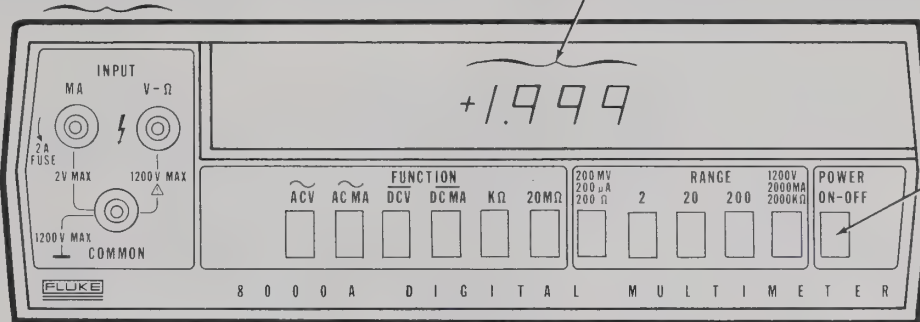 INPUT
MA V-Ω
2A
FUSE
2V MAX 1200V MAX
1200V MAX
COMMON
+1.999
FUNCTION
ACV AC MA DCV DC MA KΩ 20MΩ
RANGE
200 MV
200 μA
200 Ω
2 20 200
1200V
2000MA
2000KΩ
POWER
ON-OFF
FLUKE
8000A DIGITAL MULTIMETER